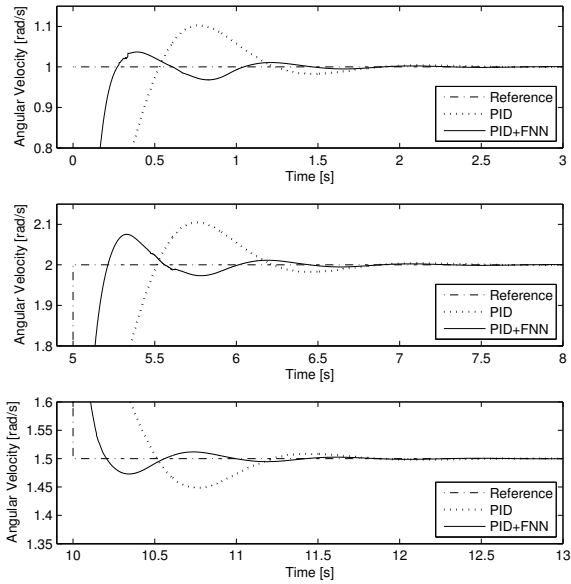 Angular Velocity [rad/s]
1.1
1
0.9
0.8
0 0.5 1 1.5 2 2.5 3
Time [s]
Reference
PID
PID+FNN
Angular Velocity [rad/s]
2.1
2
1.9
1.8
5 5.5 6 6.5 7 7.5 8
Time [s]
Reference
PID
PID+FNN
Angular Velocity [rad/s]
1.6
1.55
1.5
1.45
1.4
1.35
10 10.5 11 11.5 12 12.5 13
Time [s]
Reference
PID
PID+FNN